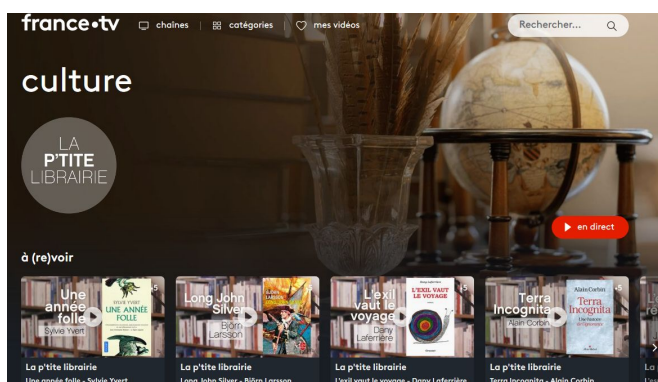 france•tv
chaînes
catégories
mes vidéos
Rechercher...
culture
LA
P'TITE
LIBRAIRIE
en direct
à (re)voir
Une
année
folle
Sylvie Yvert
SYLVIE YVERT
UNE ANNÉE
FOLLE
La p'tite librairie
Une année folle - Sylvie Yvert
Long John
Silver
Björn
Larsson
La p'tite librairie
Long John Silver - Björn Larsson
L'exil
vaut le
voyage
Dany
Laferrière
L'EXIL VAUT
LE VOYAGE
La p'tite librairie
L'exil vaut le voyage - Dany Laferrière
Terra
Incognita
Alain Corbin
Alain Corbin
Terra
Incognita
La p'tite librairie
Terra Incognita - Alain Corbin
La